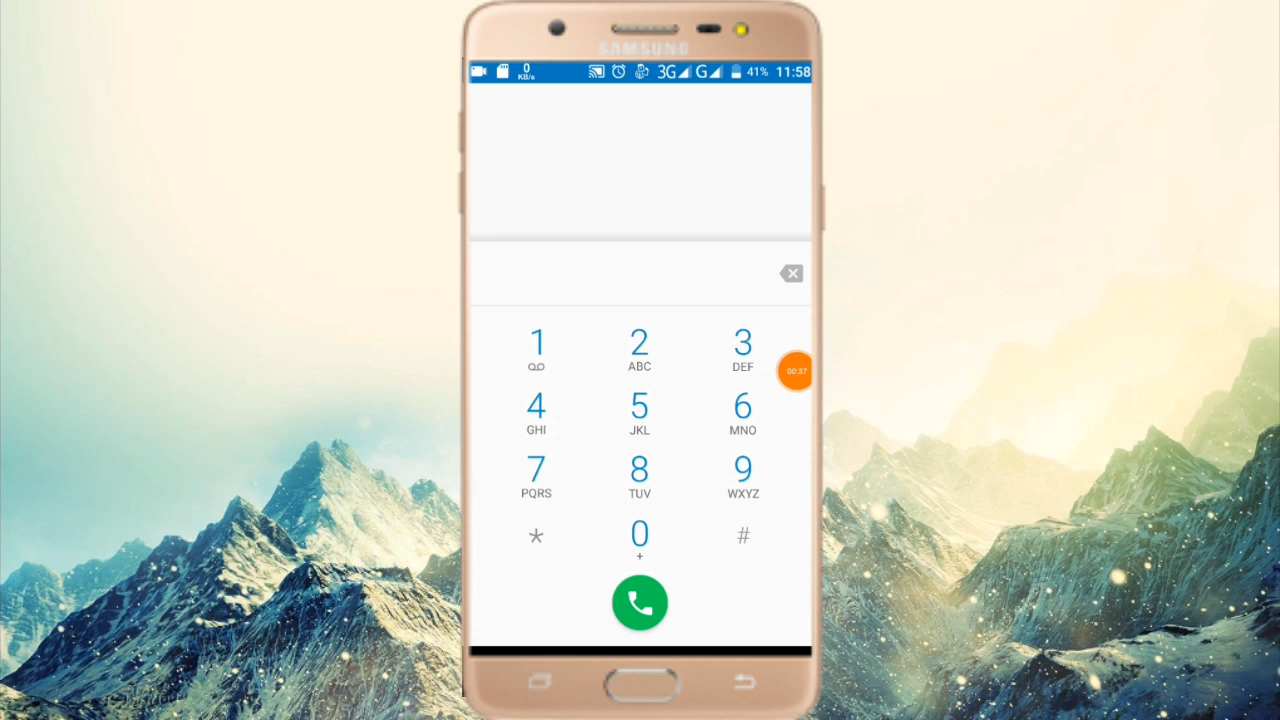 SAMSUNG
0 KB/s 3G G 41% 11:58
1 2 3
ABC DEF
00:37
4 5 6
GHI JKL MNO
7 8 9
PQRS TUV WXYZ
* 0 #
+